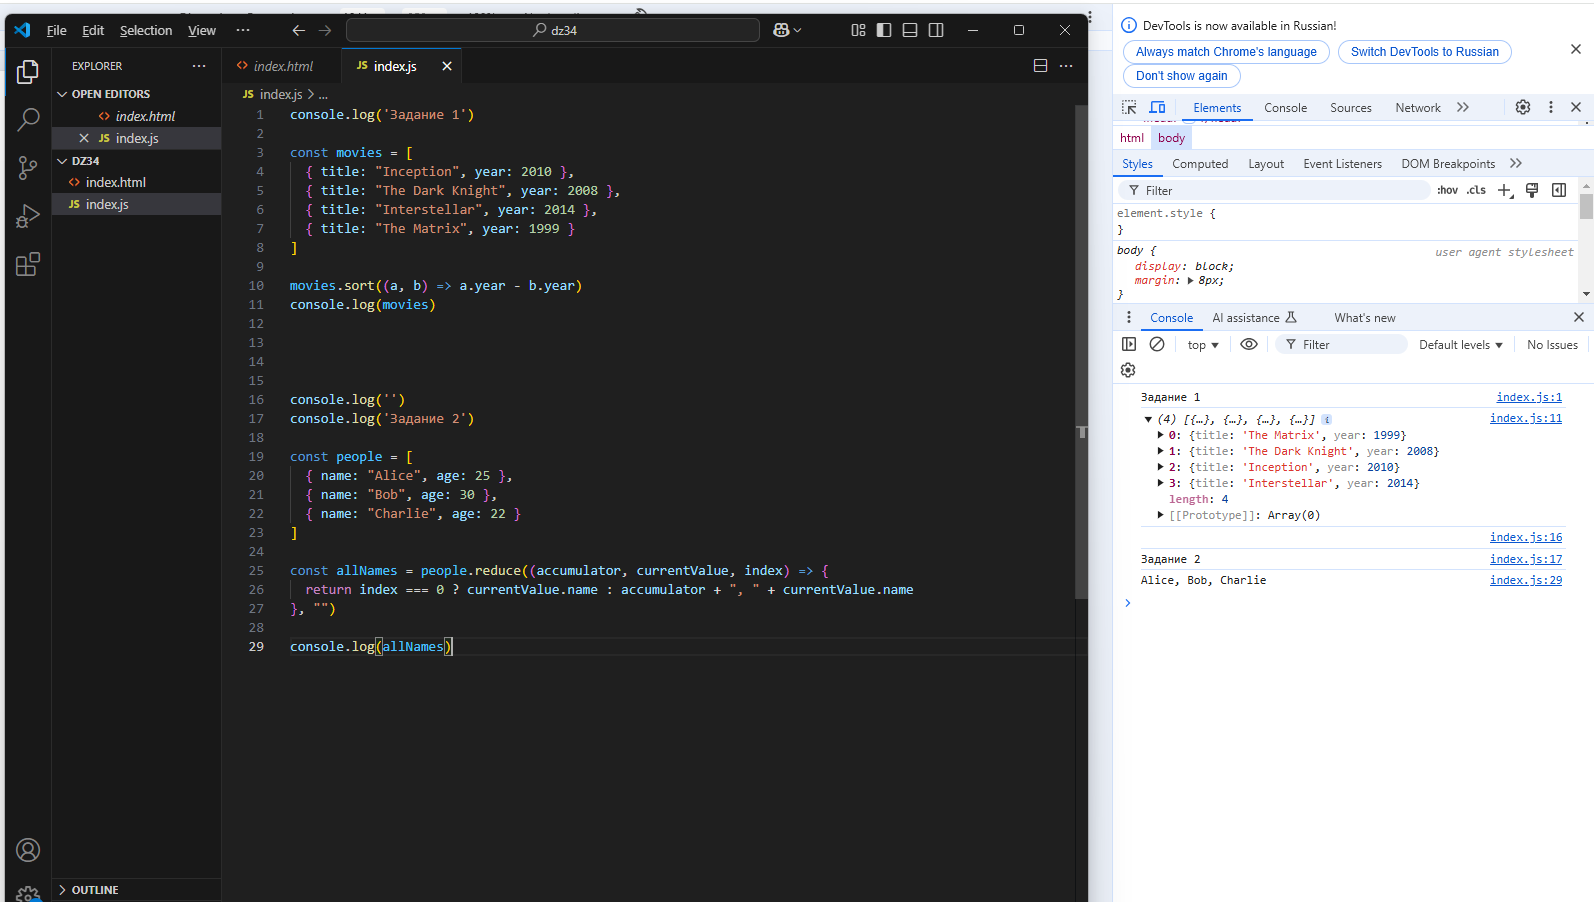 File Edit Selection View ··· dz34
EXPLORER ···
OPEN EDITORS
index.html
JS index.js
DZ34
index.html
JS index.js
OUTLINE
index.html
JS index.js
JS index.js > ...
1 console.log('Задание 1')
2
3 const movies = [
4 { title: "Inception", year: 2010 },
5 { title: "The Dark Knight", year: 2008 },
6 { title: "Interstellar", year: 2014 },
7 { title: "The Matrix", year: 1999 }
8 ]
9
10 movies.sort((a, b) => a.year - b.year)
11 console.log(movies)
12
13
14
15
16 console.log('')
17 console.log('Задание 2')
18
19 const people = [
20 { name: "Alice", age: 25 },
21 { name: "Bob", age: 30 },
22 { name: "Charlie", age: 22 }
23 ]
24
25 const allNames = people.reduce((accumulator, currentValue, index) => {
26 return index === 0 ? currentValue.name : accumulator + ", " + currentValue.name
27 }, "")
28
29 console.log(allNames)
DevTools is now available in Russian!
Always match Chrome's language Switch DevTools to Russian
Don't show again
Elements Console Sources Network
html body
Styles Computed Layout Event Listeners DOM Breakpoints
Filter :hov .cls
element.style {
}
body { user agent stylesheet
display: block;
margin: 8px;
}
Console AI assistance What's new
top Filter Default levels No Issues
Задание 1 index.js:1
(4) [{…}, {…}, {…}, {…}] i index.js:11
0: {title: 'The Matrix', year: 1999}
1: {title: 'The Dark Knight', year: 2008}
2: {title: 'Inception', year: 2010}
3: {title: 'Interstellar', year: 2014}
length: 4
[[Prototype]]: Array(0)
index.js:16
Задание 2 index.js:17
Alice, Bob, Charlie index.js:29